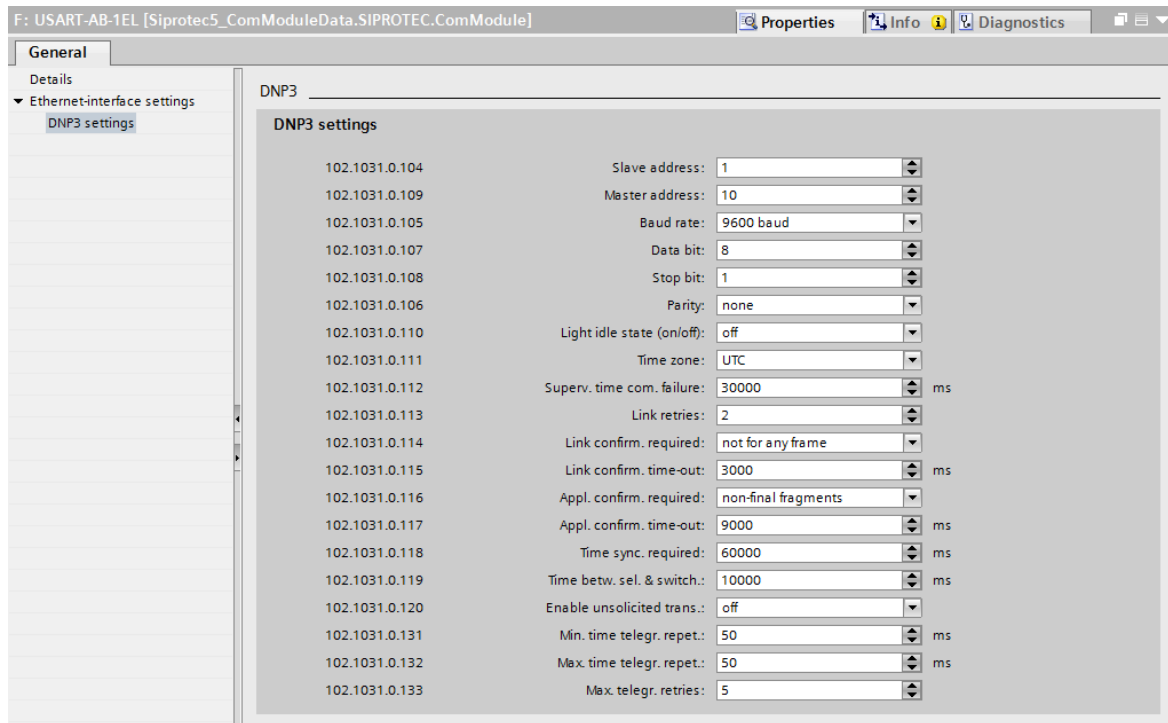 F: USART-AB-1EL [Siprotec5_ComModuleData.SIPROTEC.ComModule] Properties Info Diagnostics
General
Details
Ethernet-interface settings
DNP3 settings
DNP3
DNP3 settings
102.1031.0.104 Slave address: 1
102.1031.0.109 Master address: 10
102.1031.0.105 Baud rate: 9600 baud
102.1031.0.107 Data bit: 8
102.1031.0.108 Stop bit: 1
102.1031.0.106 Parity: none
102.1031.0.110 Light idle state (on/off): off
102.1031.0.111 Time zone: UTC
102.1031.0.112 Superv. time com. failure: 30000 ms
102.1031.0.113 Link retries: 2
102.1031.0.114 Link confirm. required: not for any frame
102.1031.0.115 Link confirm. time-out: 3000 ms
102.1031.0.116 Appl. confirm. required: non-final fragments
102.1031.0.117 Appl. confirm. time-out: 9000 ms
102.1031.0.118 Time sync. required: 60000 ms
102.1031.0.119 Time betw. sel. & switch.: 10000 ms
102.1031.0.120 Enable unsolicited trans.: off
102.1031.0.131 Min. time telegr. repet.: 50 ms
102.1031.0.132 Max. time telegr. repet.: 50 ms
102.1031.0.133 Max. telegr. retries: 5